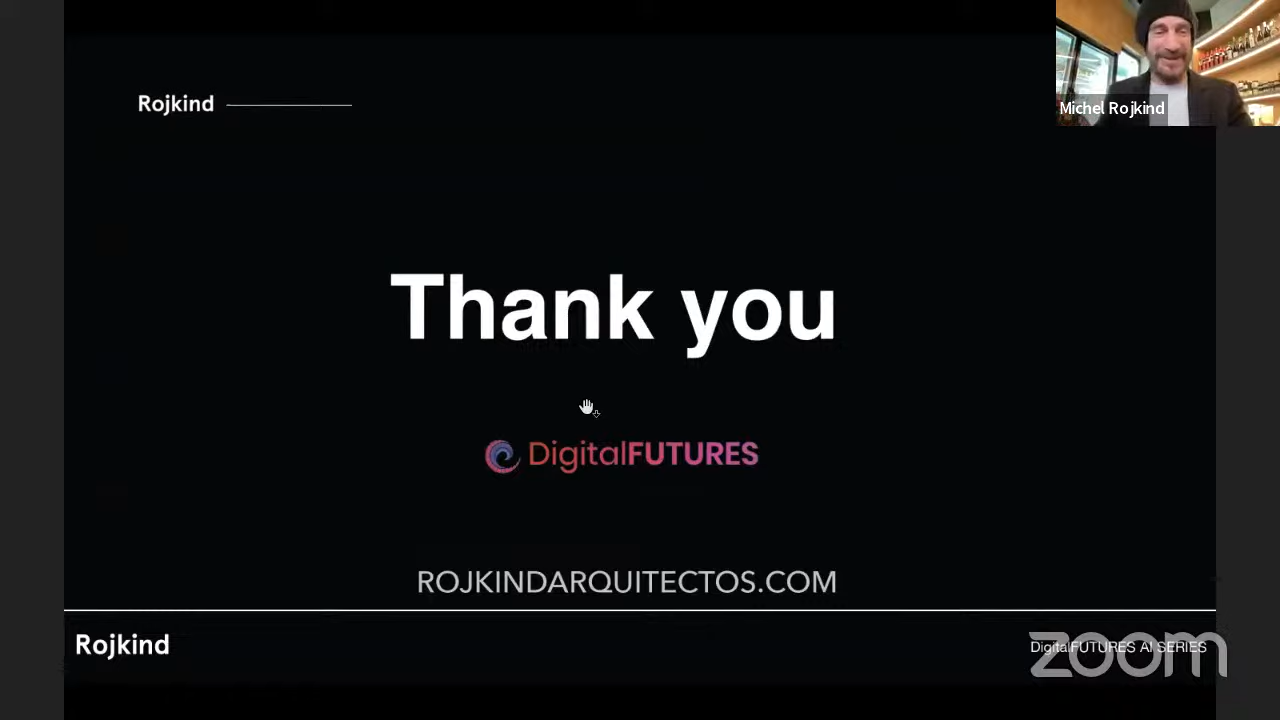 Michel Rojkind
Rojkind
Thank you
DigitalFUTURES
ROJKINDARQUITECTOS.COM
Rojkind
DigitalFUTURES AI SERIES
zoom